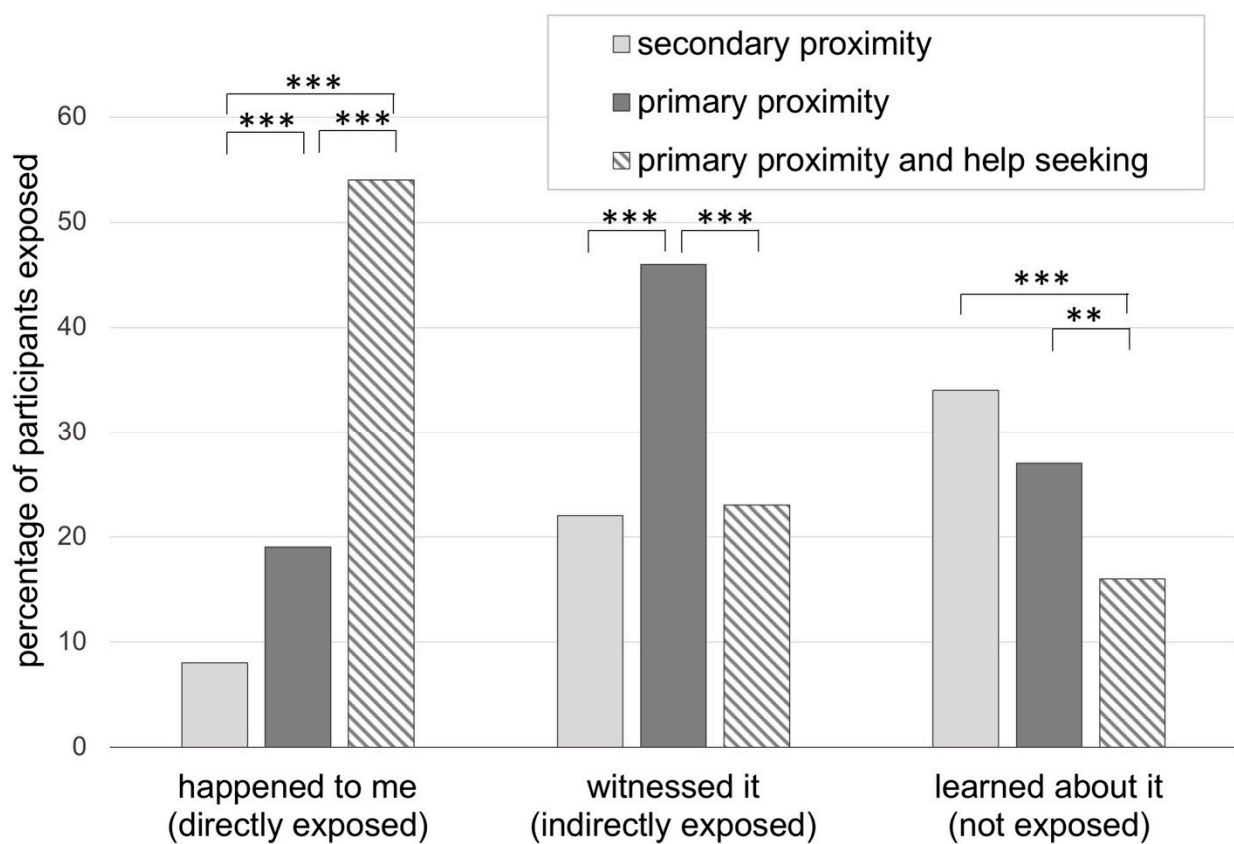 secondary proximity
primary proximity
primary proximity and help seeking
percentage of participants exposed
60
50
40
30
20
10
0
***
***
***
***
***
***
**
happened to me
(directly exposed)
witnessed it
(indirectly exposed)
learned about it
(not exposed)